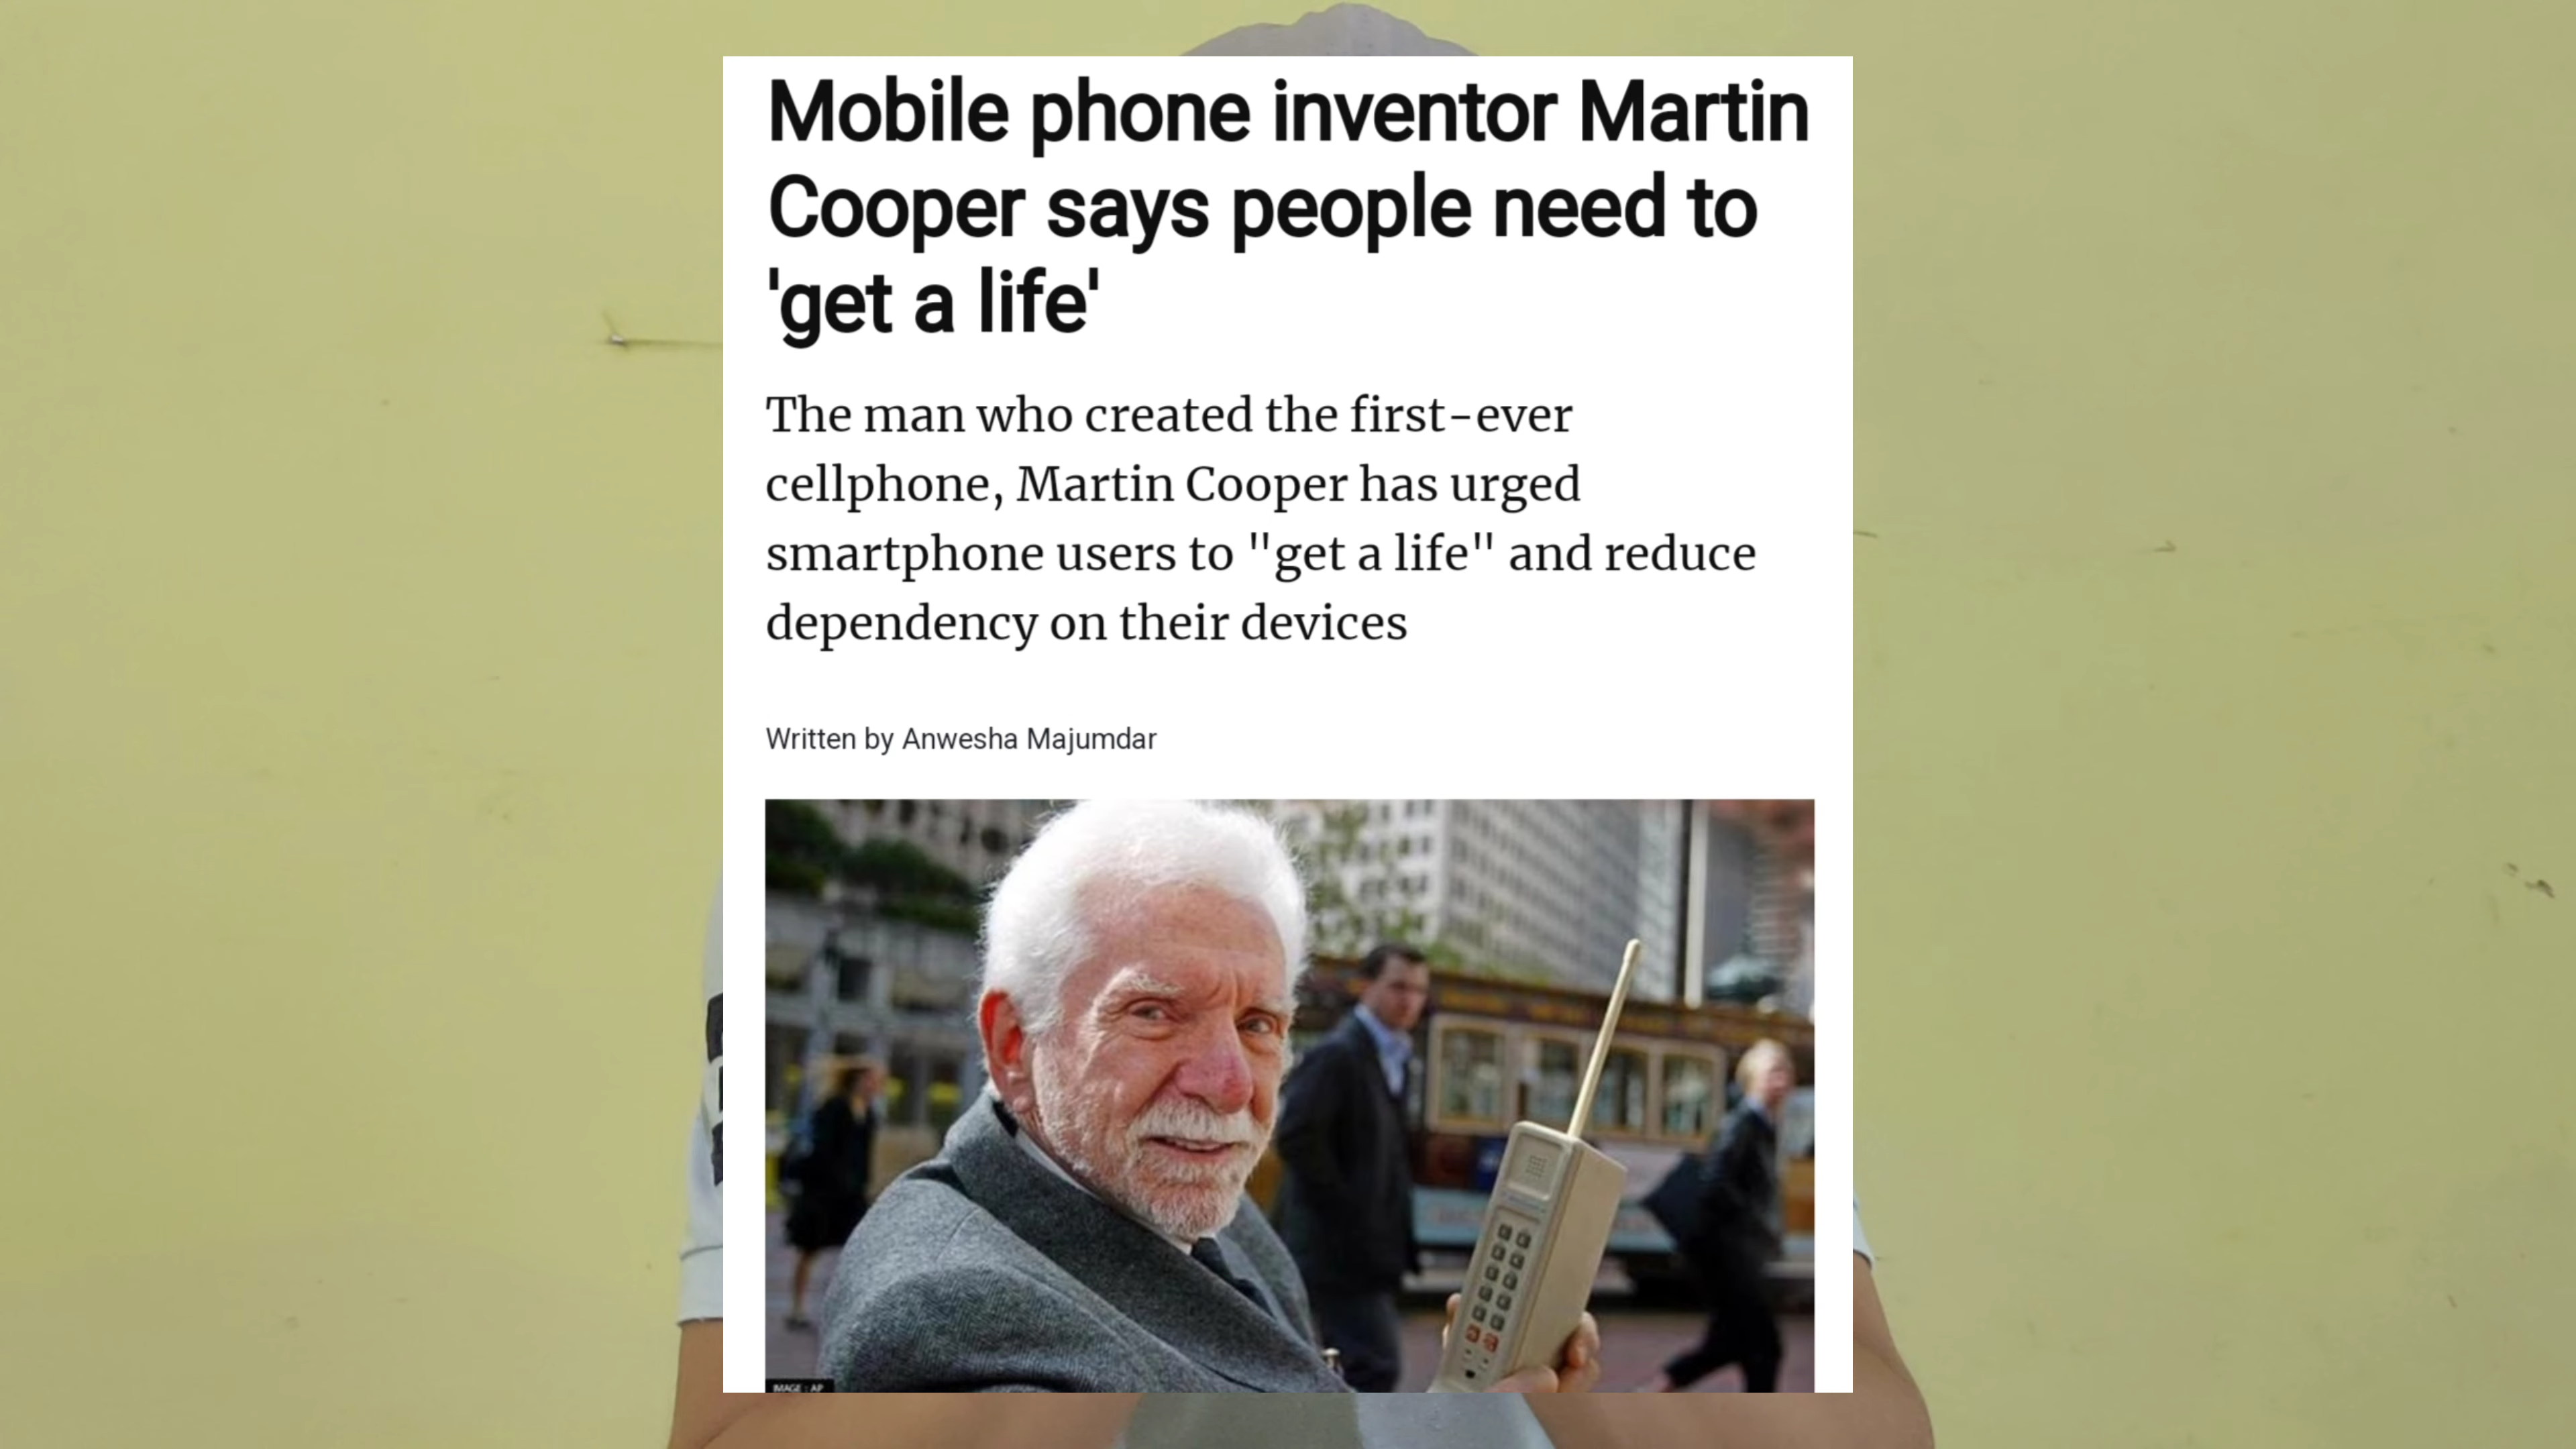 Mobile phone inventor Martin
Cooper says people need to
'get a life'
The man who created the first-ever
cellphone, Martin Cooper has urged
smartphone users to "get a life" and reduce
dependency on their devices
Written by Anwesha Majumdar
IMAGE : AP